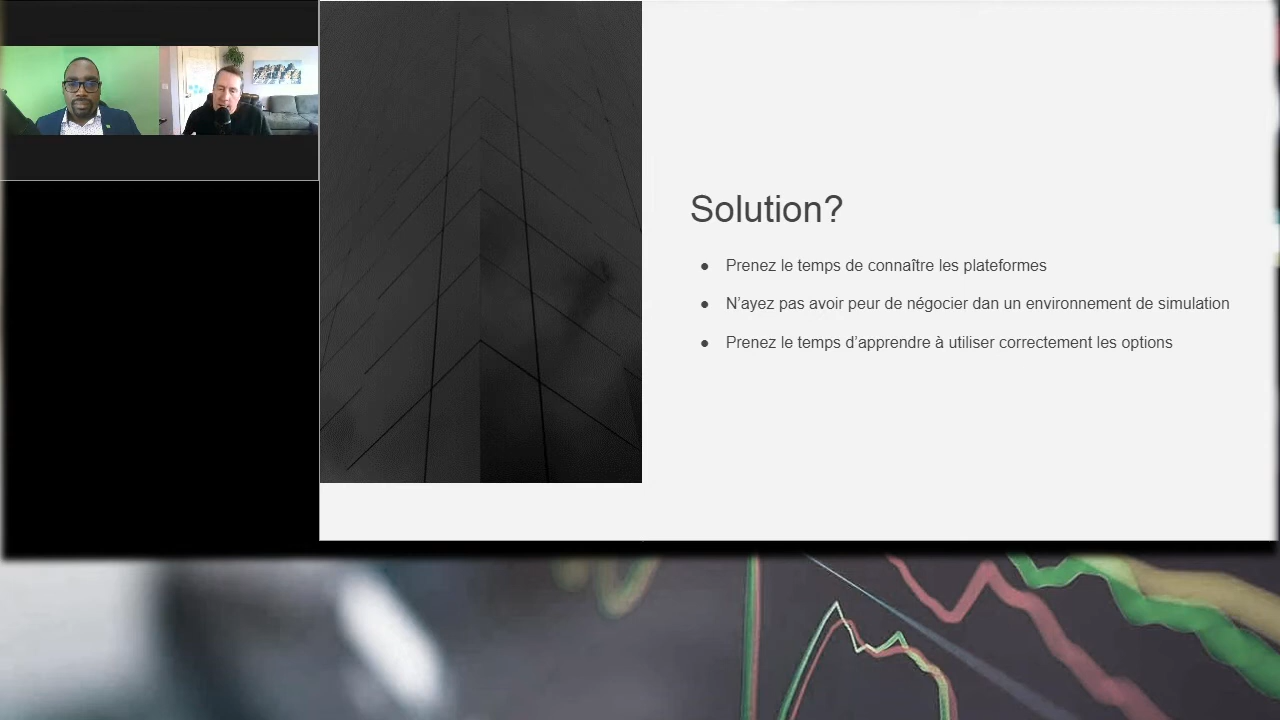 Solution?
● Prenez le temps de connaître les plateformes
● N’ayez pas avoir peur de négocier dan un environnement de simulation
● Prenez le temps d’apprendre à utiliser correctement les options